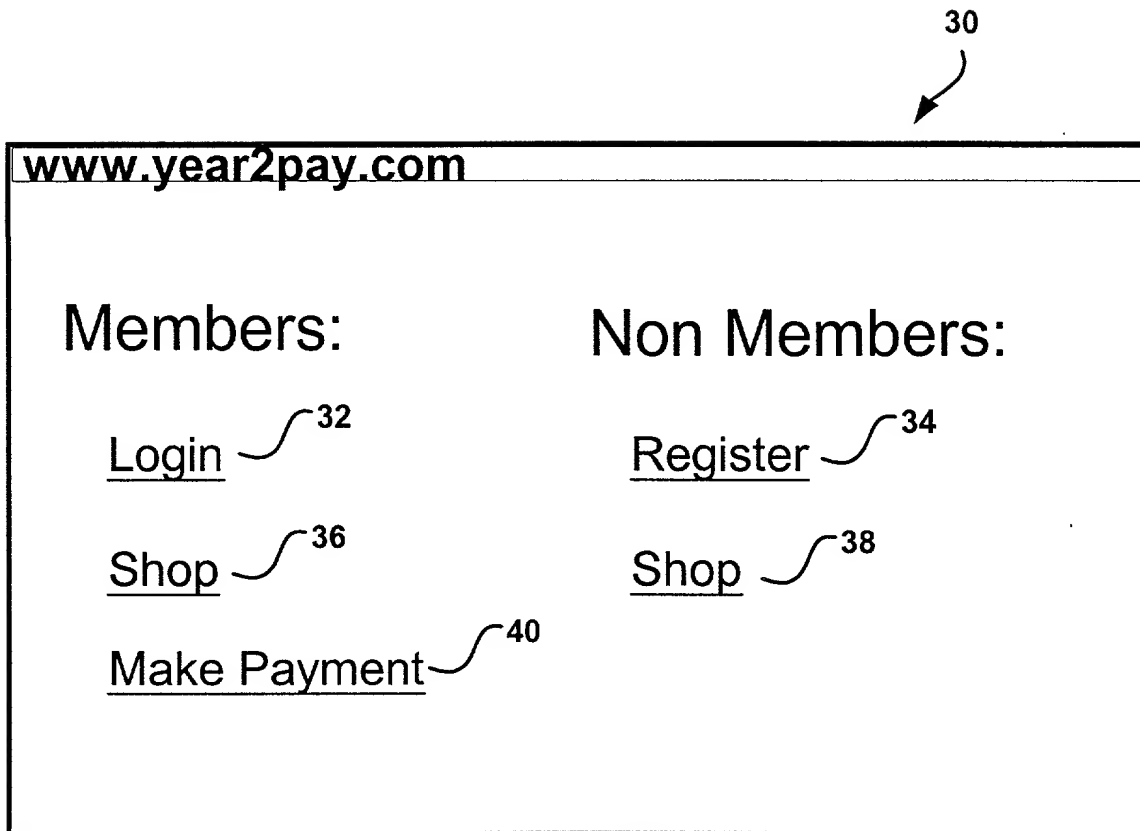 30
www.year2pay.com
Members:
Non Members:
Login 32
Register 34
Shop 36
Shop 38
Make Payment 40